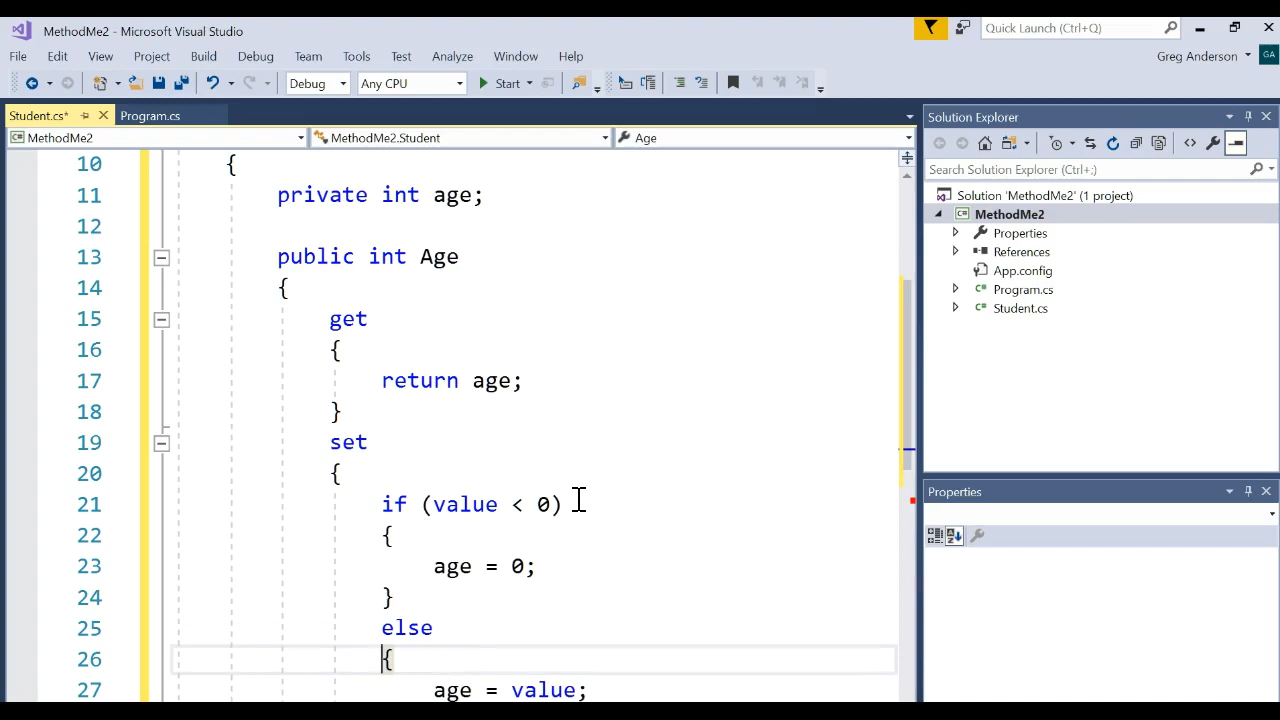 MethodMe2 - Microsoft Visual Studio
Quick Launch (Ctrl+Q)
File Edit View Project Build Debug Team Tools Test Analyze Window Help
Greg Anderson GA
Debug Any CPU Start
Student.cs* Program.cs
MethodMe2 MethodMe2.Student Age
10 {
11 private int age;
12
13 public int Age
14 {
15 get
16 {
17 return age;
18 }
19 set
20 {
21 if (value < 0)
22 {
23 age = 0;
24 }
25 else
26 {
27 age = value;
Solution Explorer
Search Solution Explorer (Ctrl+;)
Solution 'MethodMe2' (1 project)
MethodMe2
Properties
References
App.config
Program.cs
Student.cs
Properties